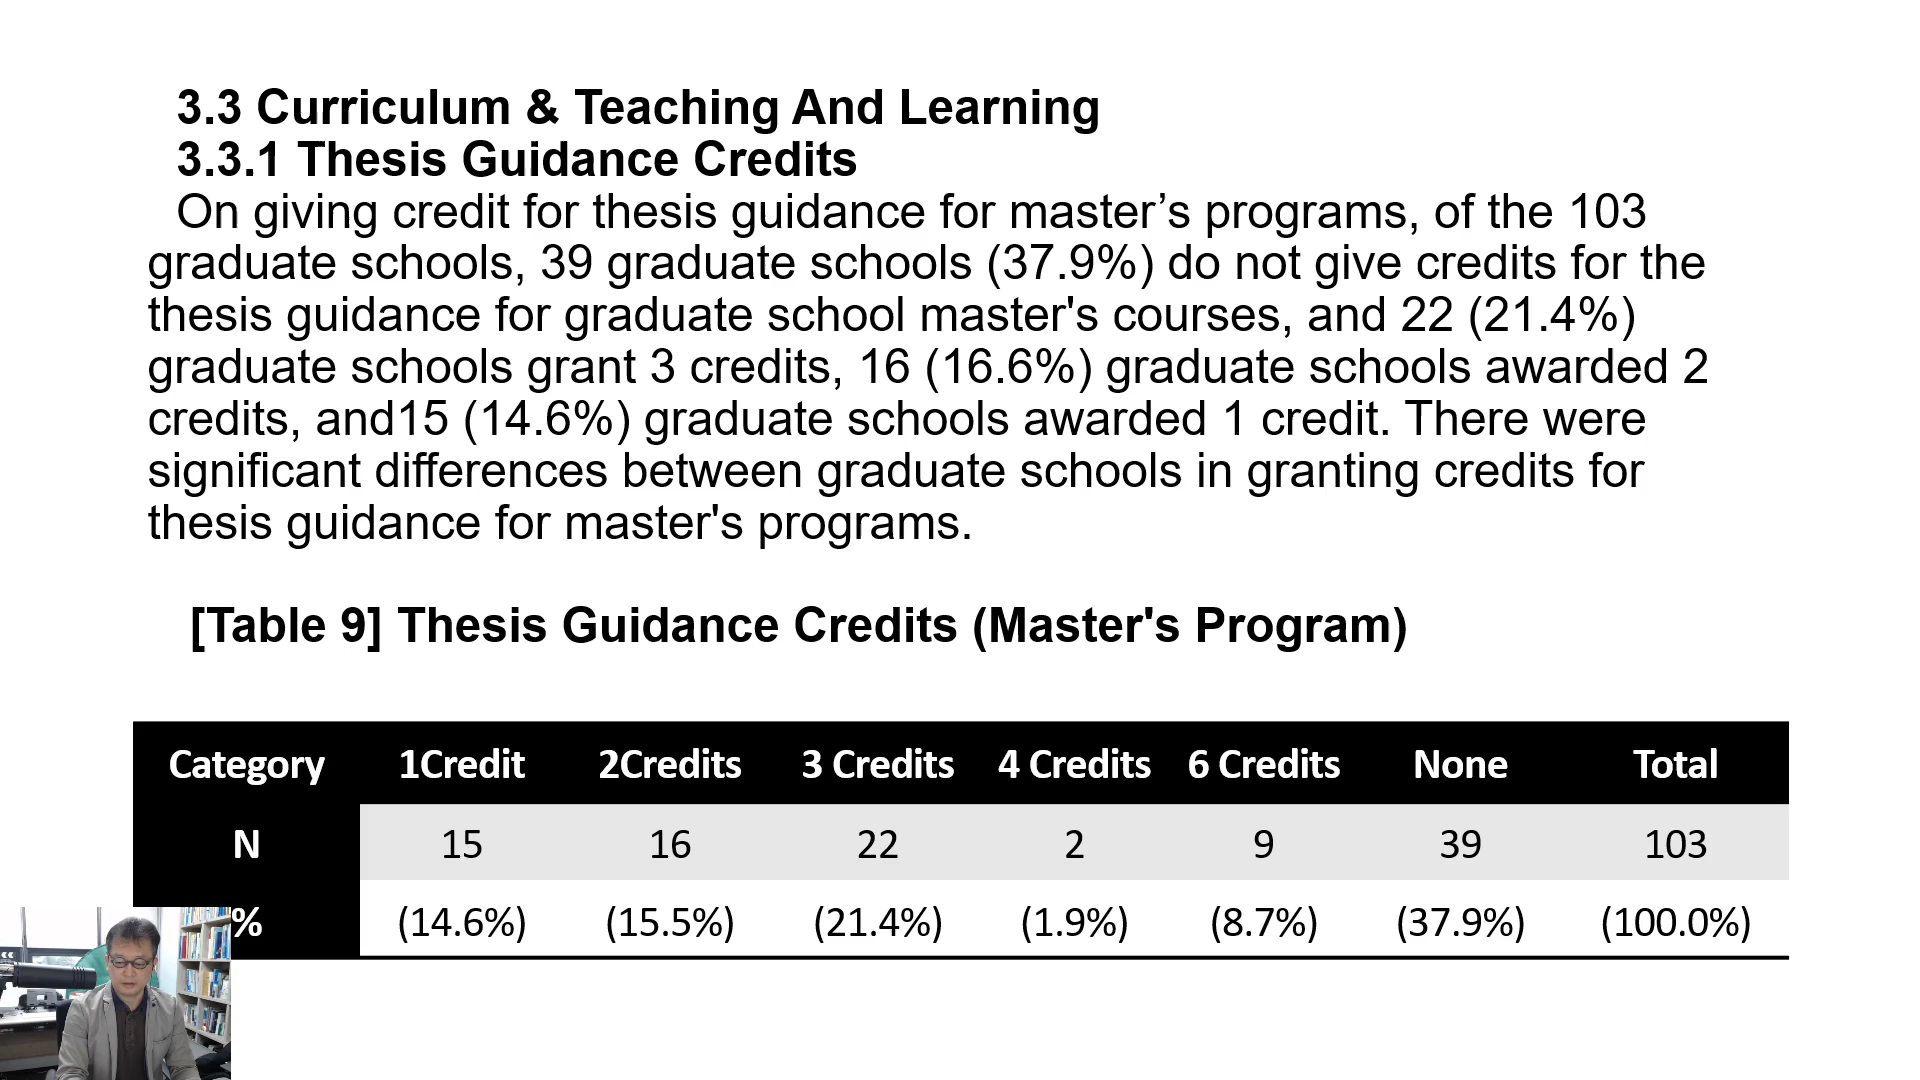 3.3 Curriculum & Teaching And Learning
3.3.1 Thesis Guidance Credits
On giving credit for thesis guidance for master’s programs, of the 103
graduate schools, 39 graduate schools (37.9%) do not give credits for the
thesis guidance for graduate school master's courses, and 22 (21.4%)
graduate schools grant 3 credits, 16 (16.6%) graduate schools awarded 2
credits, and15 (14.6%) graduate schools awarded 1 credit. There were
significant differences between graduate schools in granting credits for
thesis guidance for master's programs.
[Table 9] Thesis Guidance Credits (Master's Program)
Category 1Credit 2Credits 3 Credits 4 Credits 6 Credits None Total
N 15 16 22 2 9 39 103
% (14.6%) (15.5%) (21.4%) (1.9%) (8.7%) (37.9%) (100.0%)